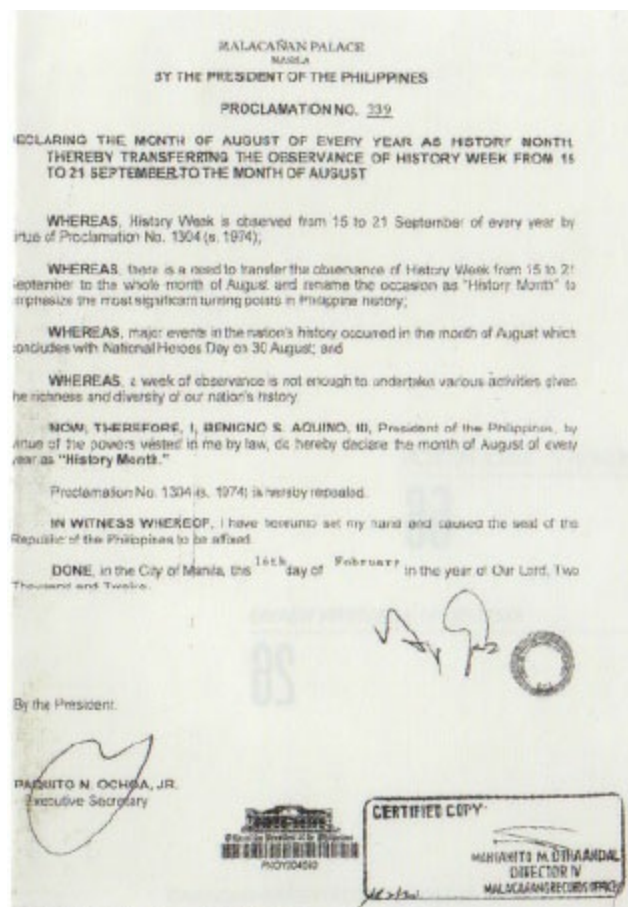 MALACAÑAN PALACE
MANILA
BY THE PRESIDENT OF THE PHILIPPINES
PROCLAMATION NO. 339
DECLARING THE MONTH OF AUGUST OF EVERY YEAR AS HISTORY MONTH,
THEREBY TRANSFERRING THE OBSERVANCE OF HISTORY WEEK FROM 15
TO 21 SEPTEMBER TO THE MONTH OF AUGUST
WHEREAS, History Week is observed from 15 to 21 September of every year by
virtue of Proclamation No. 1304 (s. 1974);
WHEREAS, there is a need to transfer the observance of History Week from 15 to 21
September to the whole month of August and rename the occasion as "History Month" to
emphasize the most significant turning points in Philippine history;
WHEREAS, major events in the nation's history occurred in the month of August which
concludes with National Heroes Day on 30 August; and
WHEREAS, a week of observance is not enough to undertake various activities given
the richness and diversity of our nation's history.
NOW, THEREFORE, I, BENIGNO S. AQUINO, III, President of the Philippines, by
virtue of the powers vested in me by law, do hereby declare the month of August of every
year as "History Month."
Proclamation No. 1304 (s. 1974) is hereby repealed.
IN WITNESS WHEREOF, I have hereunto set my hand and caused the seal of the
Republic of the Philippines to be affixed.
DONE, in the City of Manila, this 16th day of February in the year of Our Lord, Two
Thousand and Twelve.
By the President:
PAQUITO N. OCHOA, JR.
Executive Secretary
CERTIFIED COPY:
MARIANITO M. DIMAANDAL
DIRECTOR IV
MALACAÑANG RECORDS OFFICE